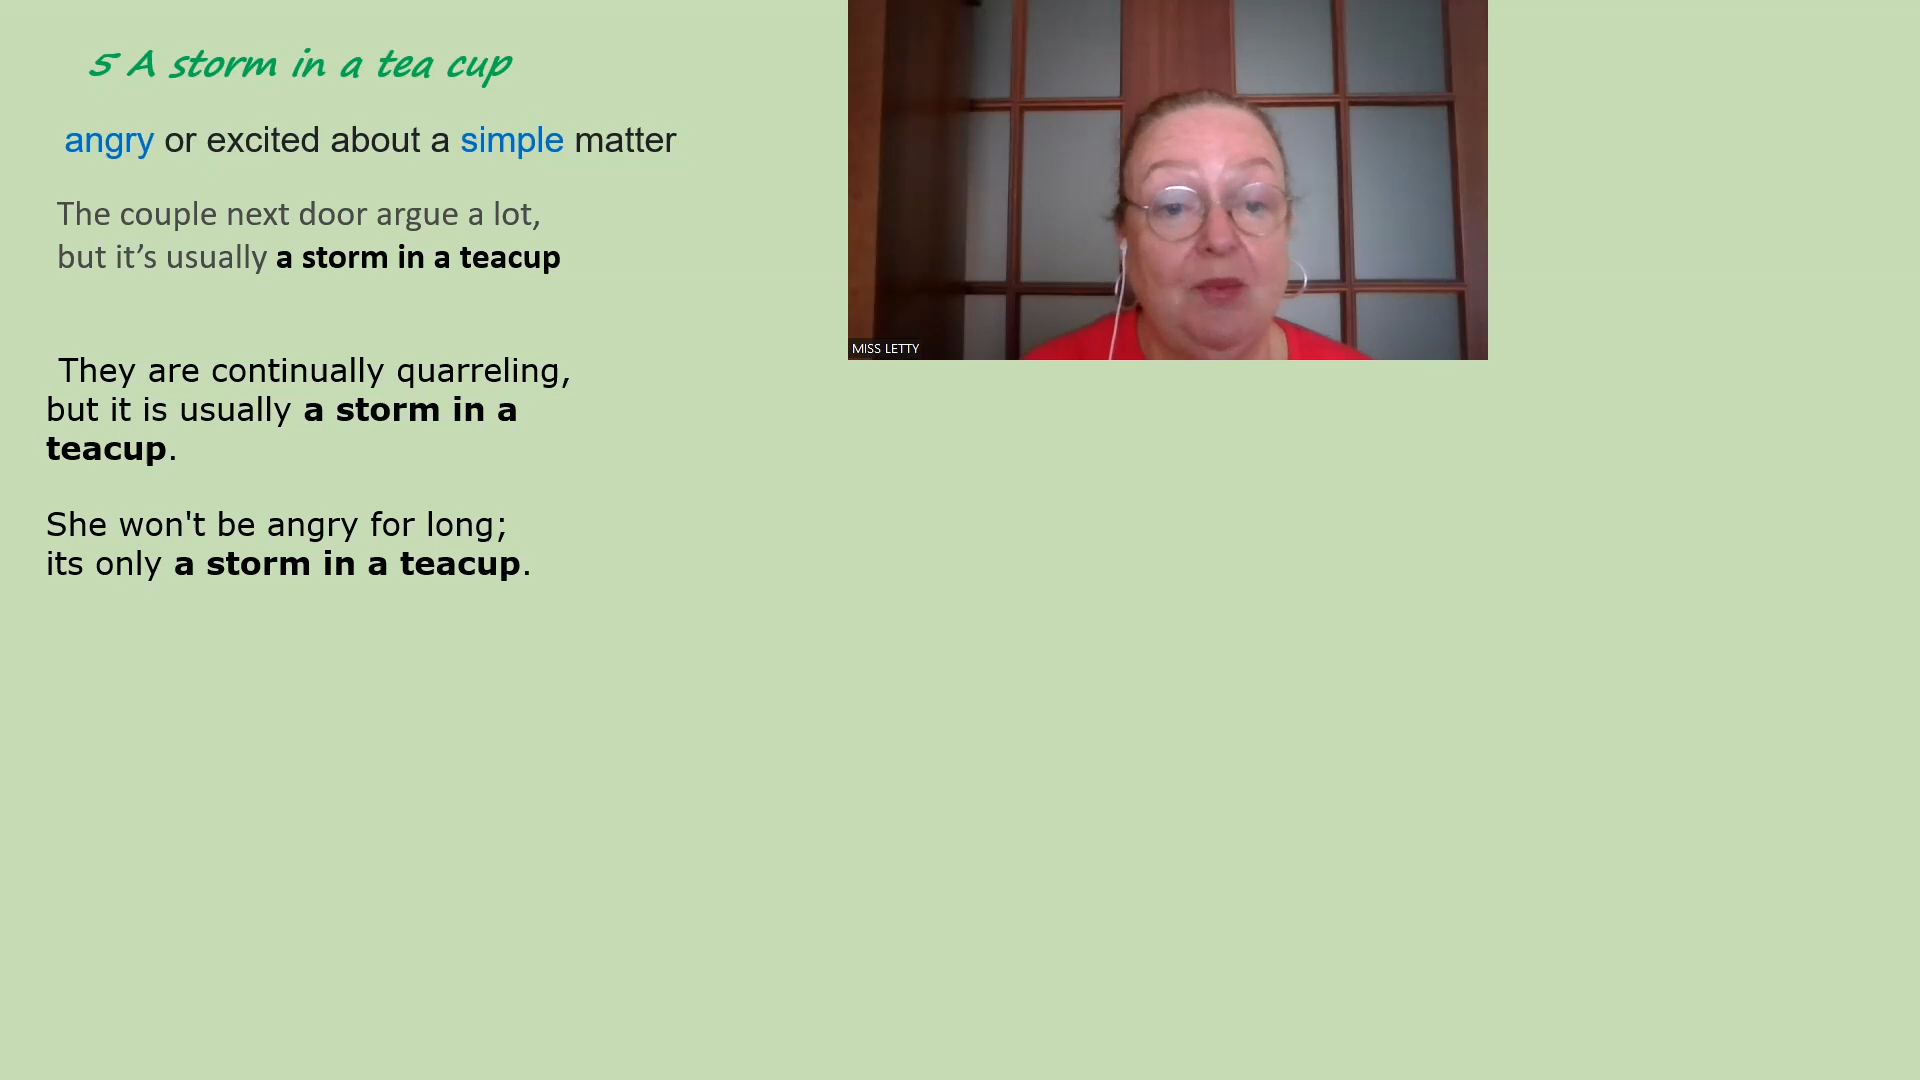 5 A storm in a tea cup
angry or excited about a simple matter
The couple next door argue a lot,
but it’s usually a storm in a teacup
They are continually quarreling,
but it is usually a storm in a
teacup.
She won't be angry for long;
its only a storm in a teacup.
MISS LETTY